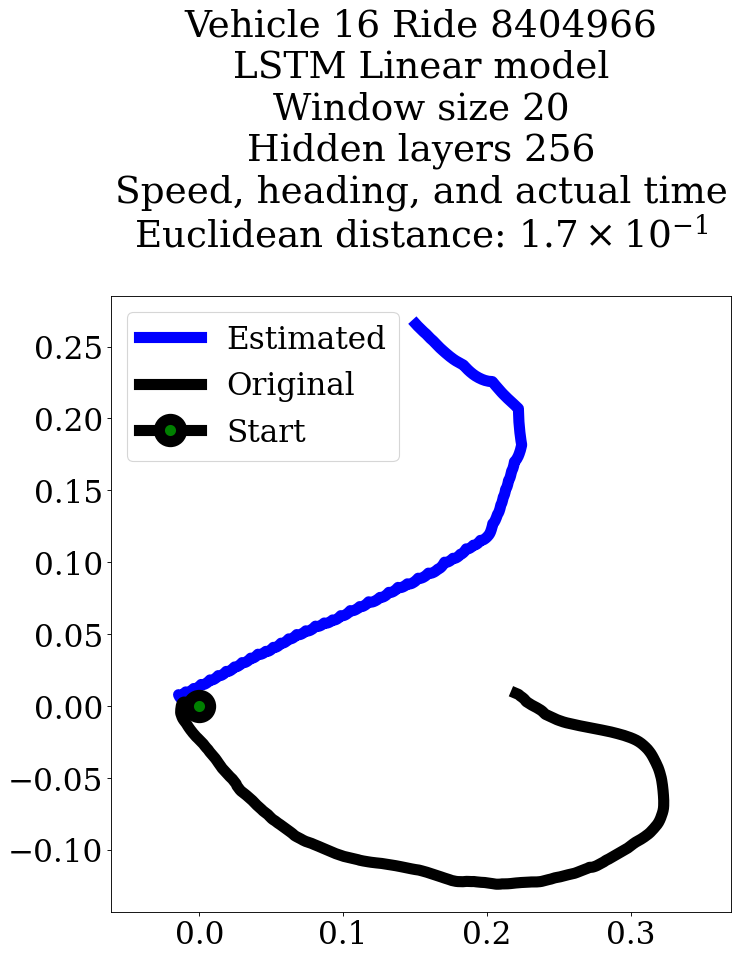 Vehicle 16 Ride 8404966
LSTM Linear model
Window size 20
Hidden layers 256
Speed, heading, and actual time
Euclidean distance: 1.7 × 10⁻¹
Estimated
Original
Start
0.25
0.20
0.15
0.10
0.05
0.00
−0.05
−0.10
0.0 0.1 0.2 0.3